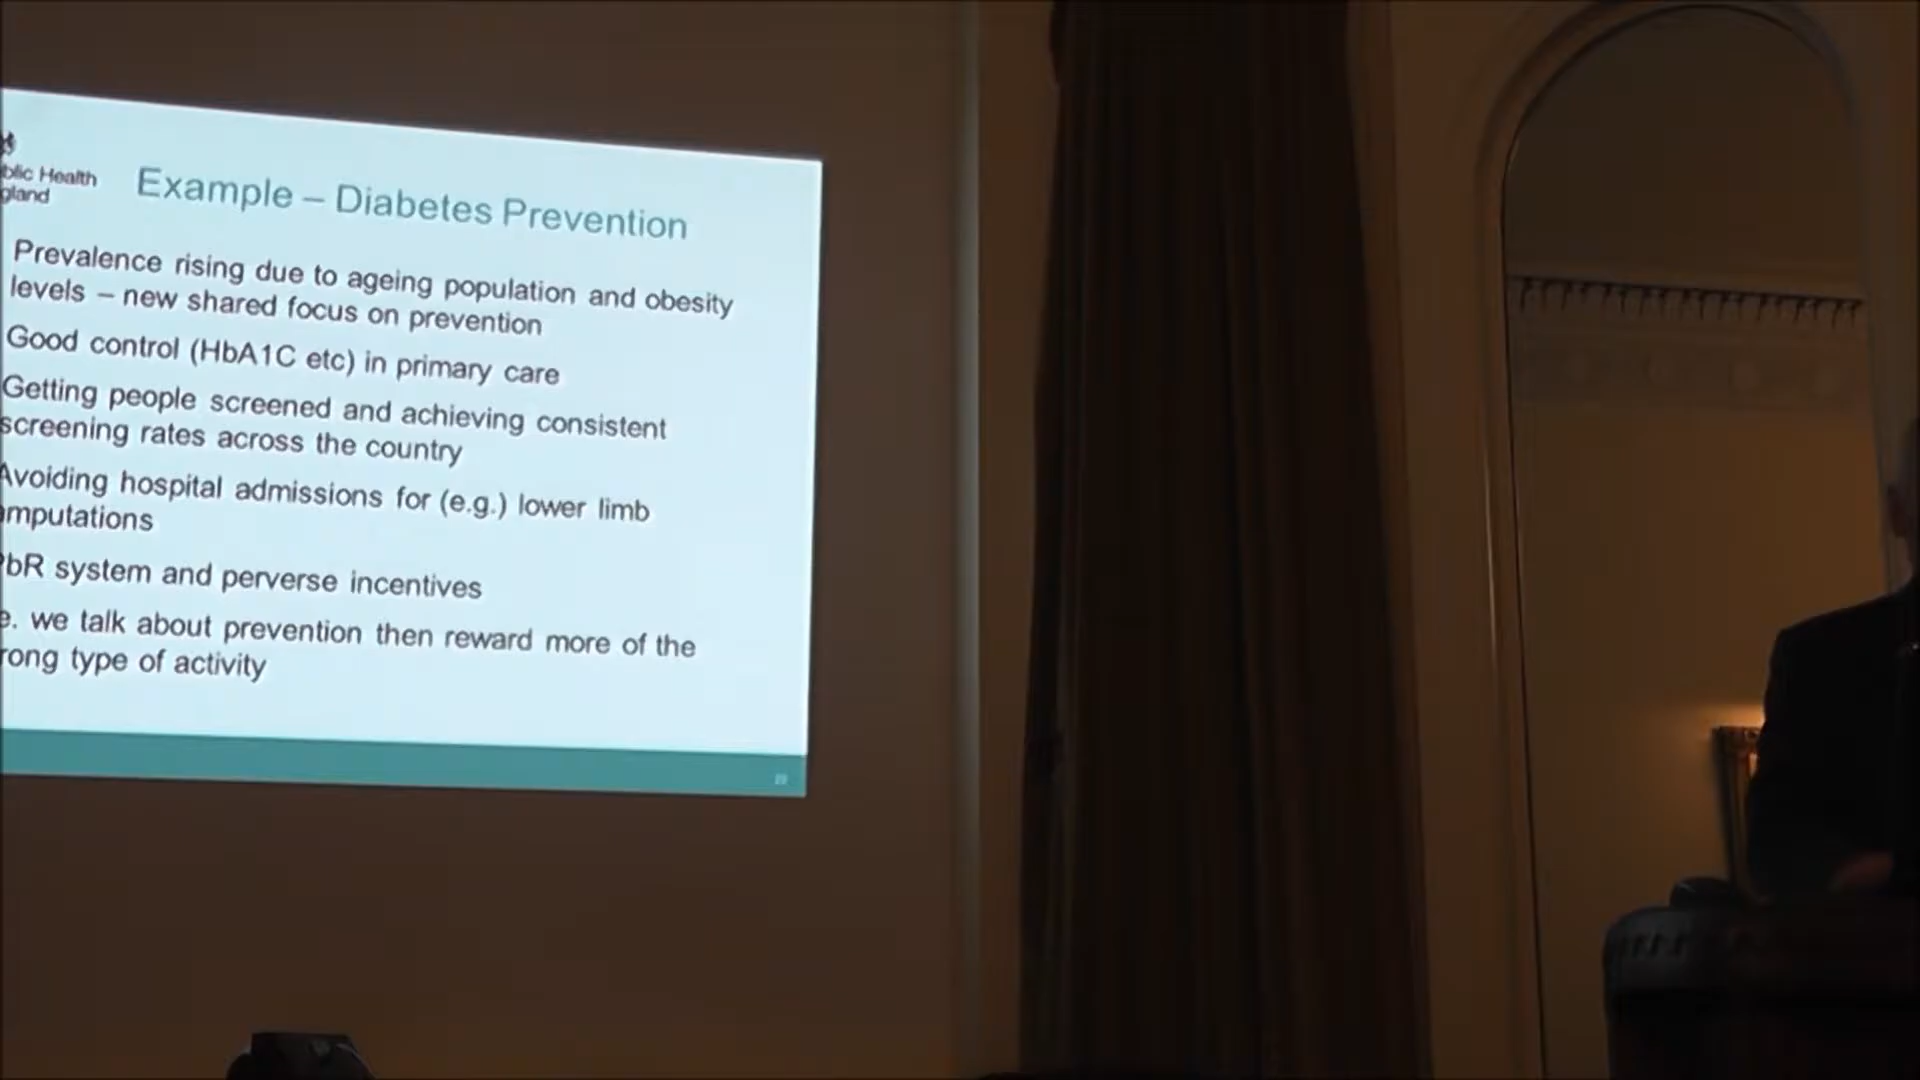 blic Health
gland
Example – Diabetes Prevention
Prevalence rising due to ageing population and obesity
levels – new shared focus on prevention
Good control (HbA1C etc) in primary care
Getting people screened and achieving consistent
screening rates across the country
Avoiding hospital admissions for (e.g.) lower limb
amputations
PbR system and perverse incentives
e. we talk about prevention then reward more of the
rong type of activity